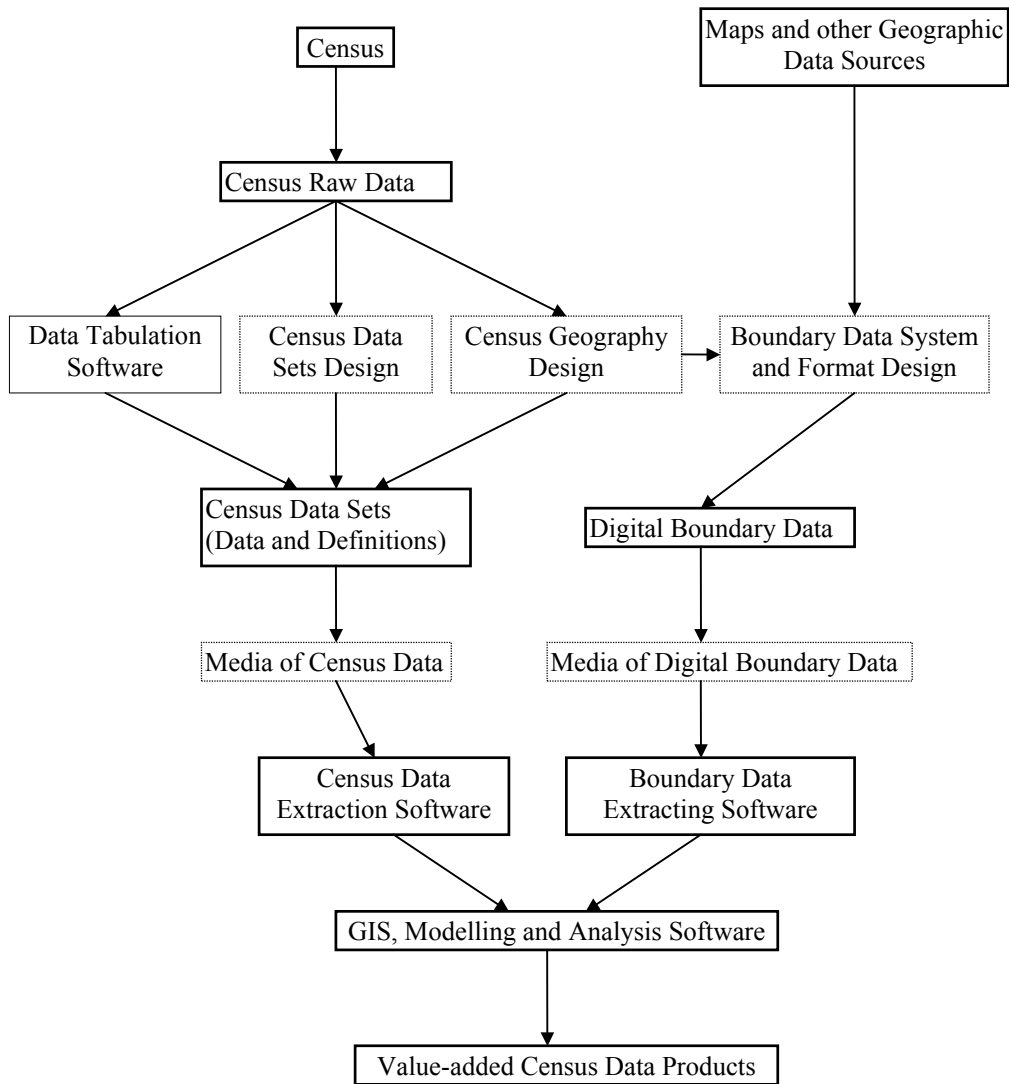 Census
Maps and other Geographic
Data Sources
Census Raw Data
Data Tabulation
Software
Census Data
Sets Design
Census Geography
Design
Boundary Data System
and Format Design
Census Data Sets
(Data and Definitions)
Digital Boundary Data
Media of Census Data
Media of Digital Boundary Data
Census Data
Extraction Software
Boundary Data
Extracting Software
GIS, Modelling and Analysis Software
Value-added Census Data Products